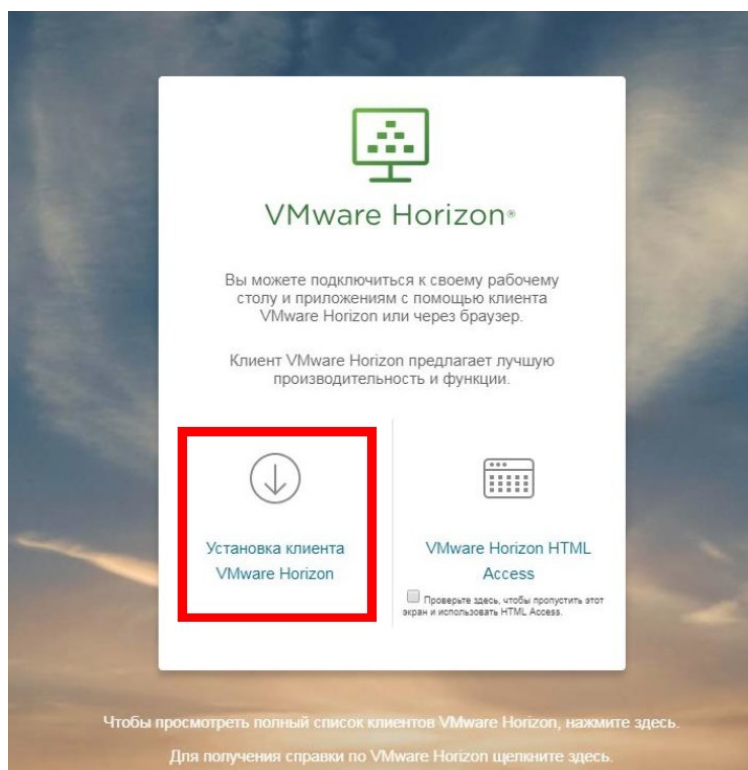 VMware Horizon®
Вы можете подключиться к своему рабочему
столу и приложениям с помощью клиента
VMware Horizon или через браузер.
Клиент VMware Horizon предлагает лучшую
производительность и функции.
Установка клиента
VMware Horizon
VMware Horizon HTML
Access
Проверьте здесь, чтобы пропустить этот
экран и использовать HTML Access.
Чтобы просмотреть полный список клиентов VMware Horizon, нажмите здесь.
Для получения справки по VMware Horizon щелкните здесь.